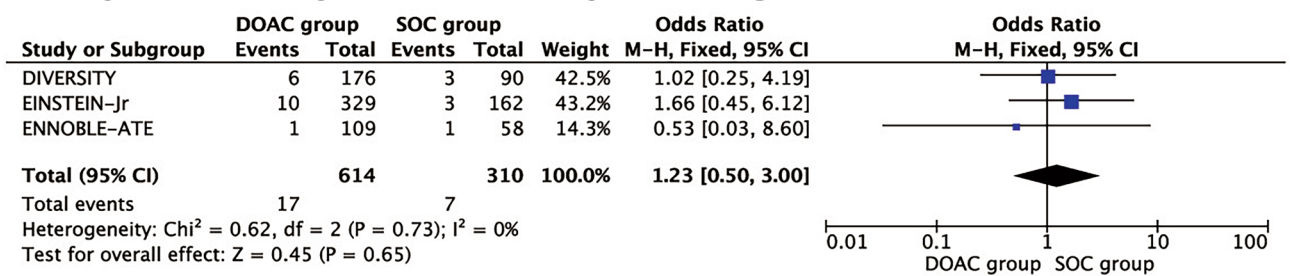 DOAC group SOC group Odds Ratio Odds Ratio
Study or Subgroup Events Total Events Total Weight M-H, Fixed, 95% CI M-H, Fixed, 95% CI
DIVERSITY 6 176 3 90 42.5% 1.02 [0.25, 4.19]
EINSTEIN-Jr 10 329 3 162 43.2% 1.66 [0.45, 6.12]
ENNOBLE-ATE 1 109 1 58 14.3% 0.53 [0.03, 8.60]
Total (95% CI) 614 310 100.0% 1.23 [0.50, 3.00]
Total events 17 7
Heterogeneity: Chi² = 0.62, df = 2 (P = 0.73); I² = 0%
Test for overall effect: Z = 0.45 (P = 0.65)
0.01 0.1 1 10 100
DOAC group SOC group